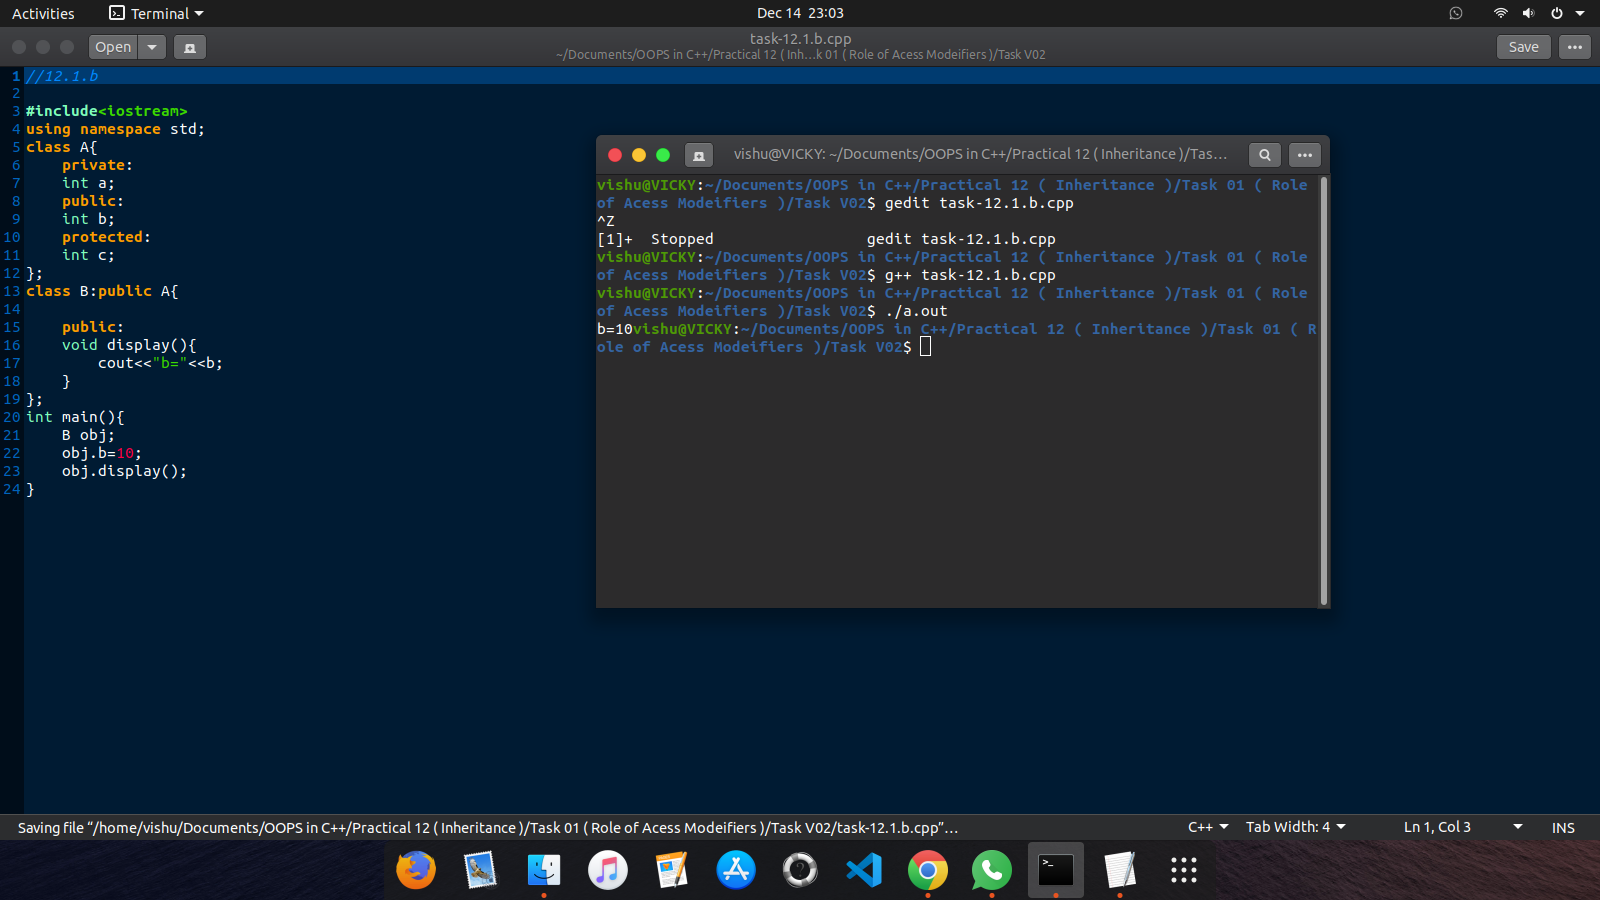 Activities
Terminal
Dec 14 23:03
Open
task-12.1.b.cpp
~/Documents/OOPS in C++/Practical 12 ( Inh…k 01 ( Role of Acess Modeifiers )/Task V02
Save
1 //12.1.b
2
3 #include<iostream>
4 using namespace std;
5 class A{
6     private:
7     int a;
8     public:
9     int b;
10     protected:
11     int c;
12 };
13 class B:public A{
14
15     public:
16     void display(){
17         cout<<"b="<<b;
18     }
19 };
20 int main(){
21     B obj;
22     obj.b=10;
23     obj.display();
24 }
vishu@VICKY: ~/Documents/OOPS in C++/Practical 12 ( Inheritance )/Tas…
vishu@VICKY:~/Documents/OOPS in C++/Practical 12 ( Inheritance )/Task 01 ( Role
of Acess Modeifiers )/Task V02$ gedit task-12.1.b.cpp
^Z
[1]+  Stopped                 gedit task-12.1.b.cpp
vishu@VICKY:~/Documents/OOPS in C++/Practical 12 ( Inheritance )/Task 01 ( Role
of Acess Modeifiers )/Task V02$ g++ task-12.1.b.cpp
vishu@VICKY:~/Documents/OOPS in C++/Practical 12 ( Inheritance )/Task 01 ( Role
of Acess Modeifiers )/Task V02$ ./a.out
b=10vishu@VICKY:~/Documents/OOPS in C++/Practical 12 ( Inheritance )/Task 01 ( R
ole of Acess Modeifiers )/Task V02$
Saving file “/home/vishu/Documents/OOPS in C++/Practical 12 ( Inheritance )/Task 01 ( Role of Acess Modeifiers )/Task V02/task-12.1.b.cpp”…
C++
Tab Width: 4
Ln 1, Col 3
INS